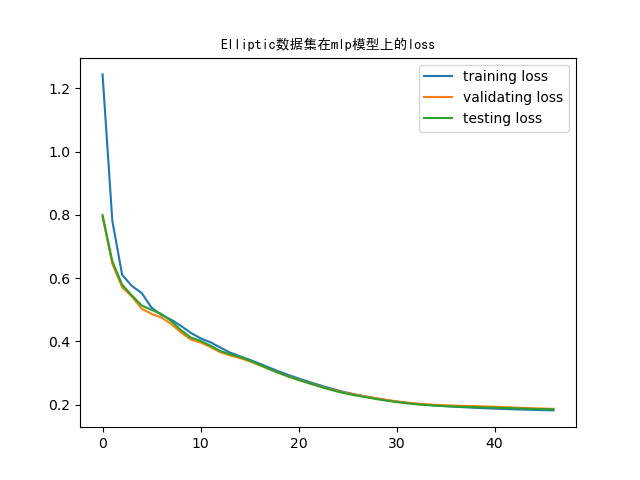 Elliptic数据集在mlp模型上的loss
training loss
validating loss
testing loss
1.2
1.0
0.8
0.6
0.4
0.2
0 10 20 30 40